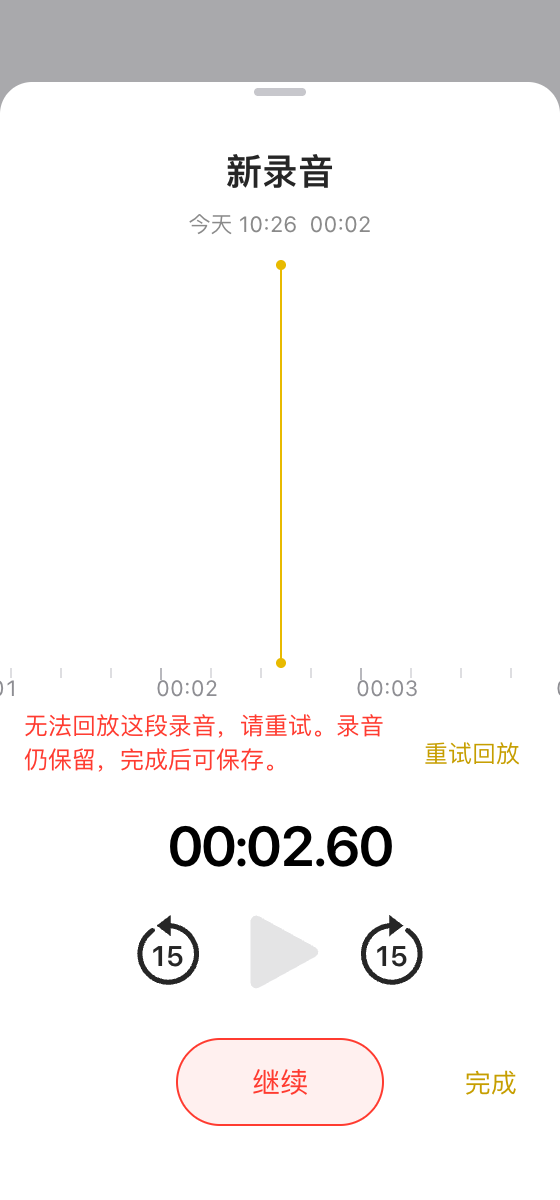 新录音
今天 10:26 00:02
01 00:02 00:03 0
无法回放这段录音，请重试。录音
仍保留，完成后可保存。
重试回放
00:02.60
15 15
继续 完成